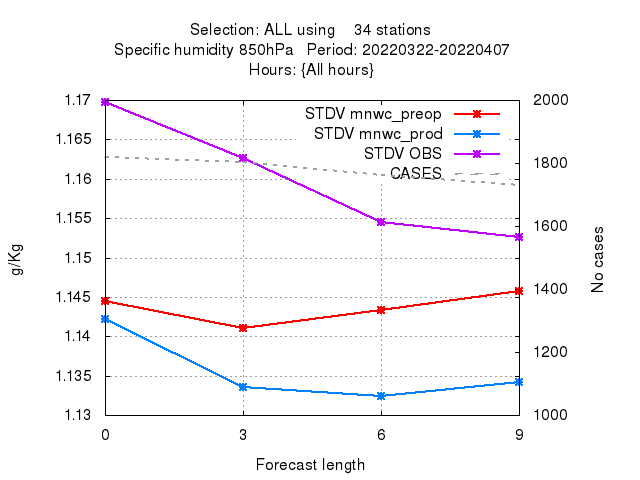 Selection: ALL using    34 stations
Specific humidity 850hPa   Period: 20220322-20220407
Hours: {All hours}
1.17
1.165
1.16
1.155
1.15
1.145
1.14
1.135
1.13
g/Kg
STDV mnwc_preop
STDV mnwc_prod
STDV OBS
CASES
2000
1800
1600
1400
1200
1000
No cases
0 3 6 9
Forecast length